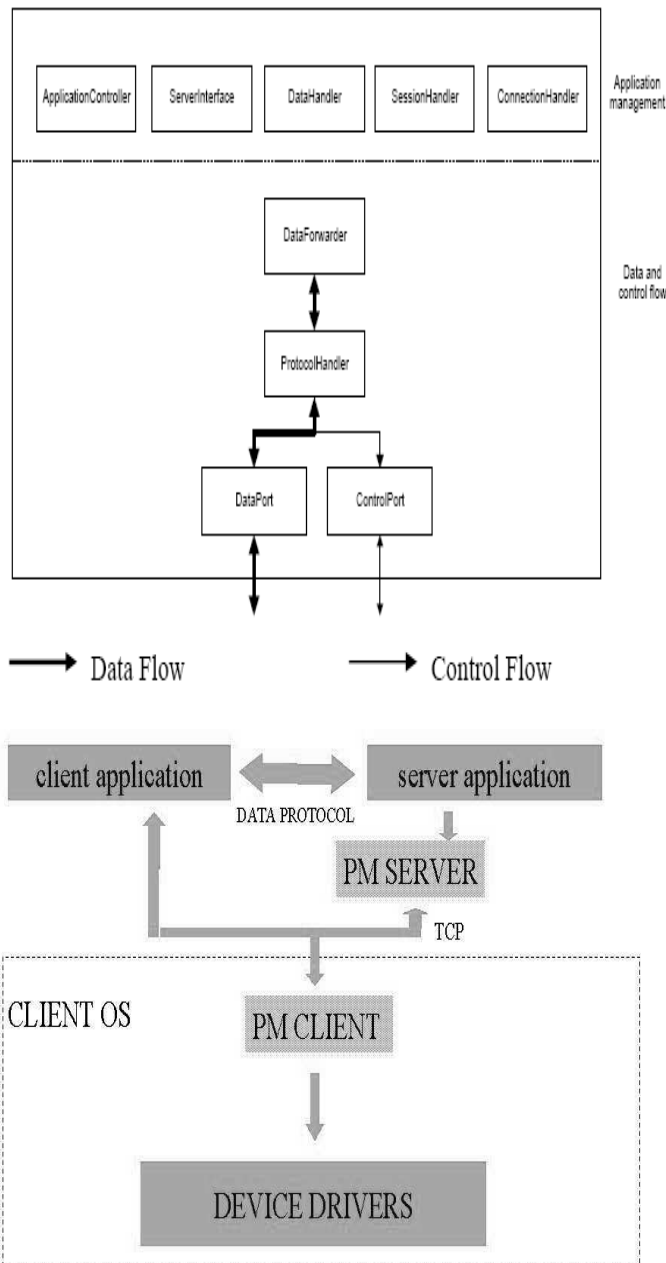 ApplicationController
ServerInterface
DataHandler
SessionHandler
ConnectionHandler
Application
management
DataForwarder
Data and
control flow
ProtocolHandler
DataPort
ControlPort
Data Flow
Control Flow
client application
server application
DATA PROTOCOL
PM SERVER
TCP
CLIENT OS
PM CLIENT
DEVICE DRIVERS